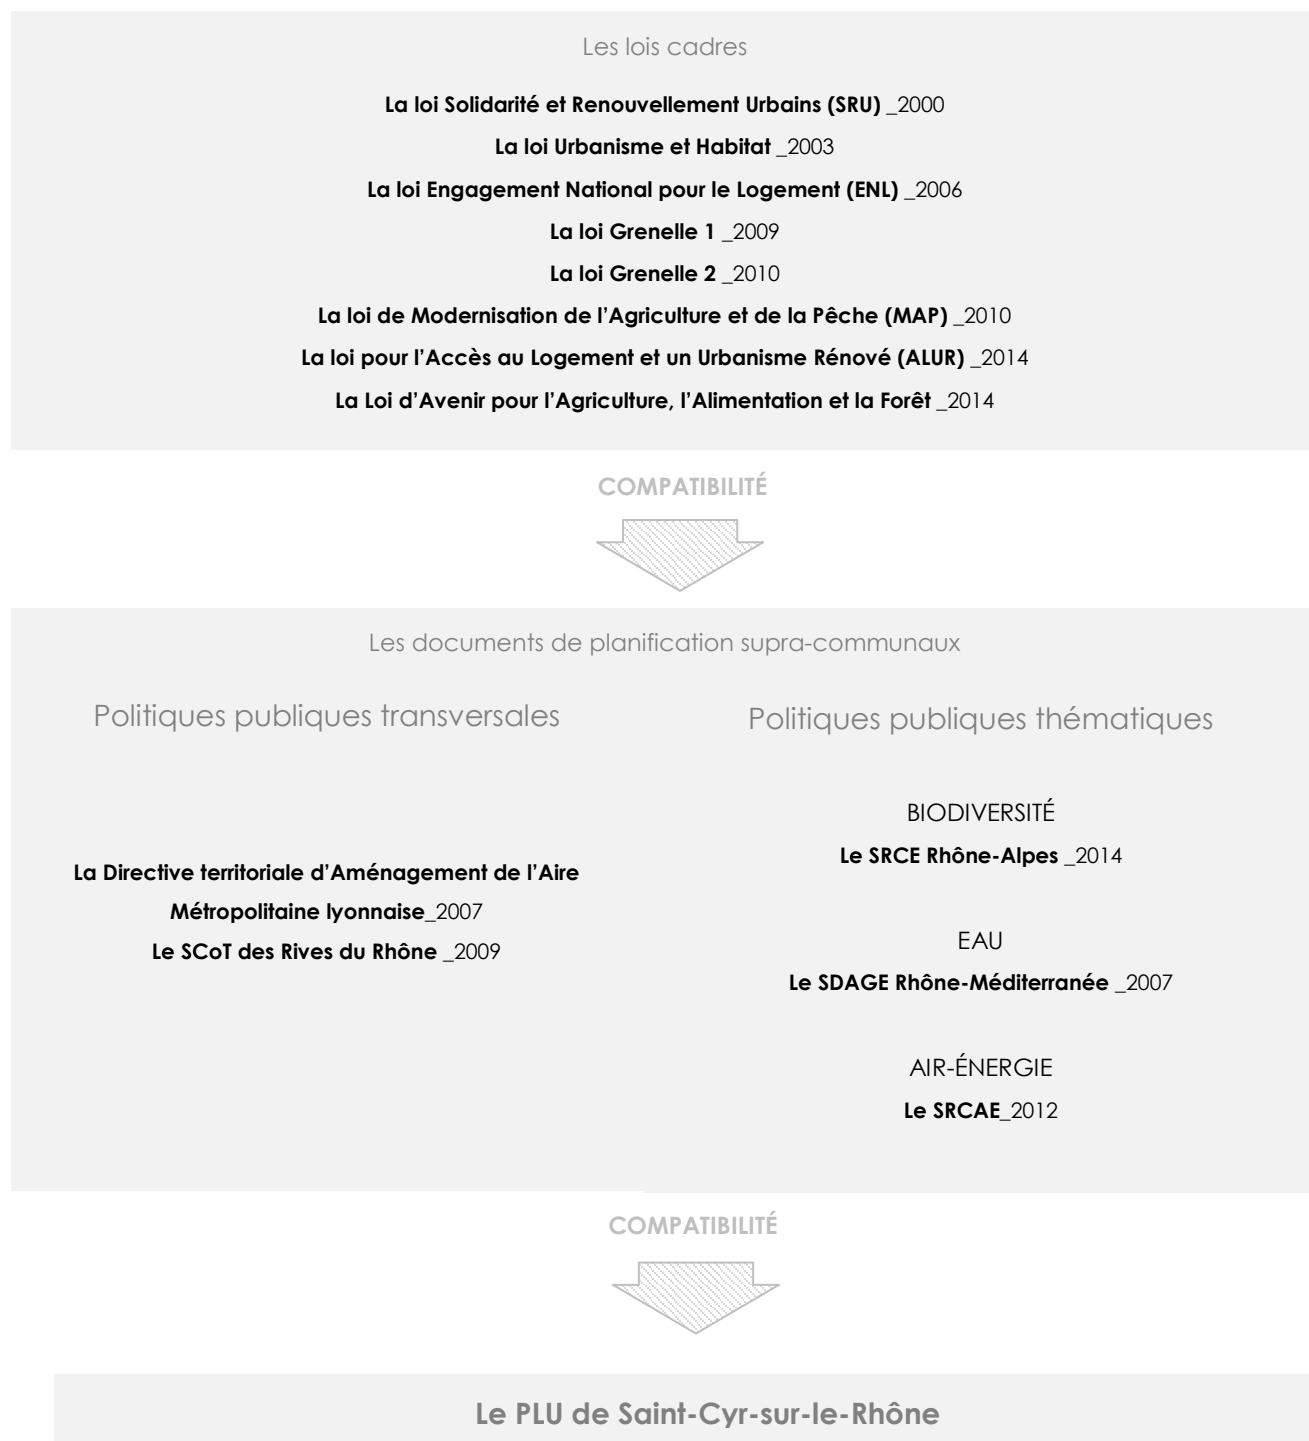 Les lois cadres
La loi Solidarité et Renouvellement Urbains (SRU) _2000
La loi Urbanisme et Habitat _2003
La loi Engagement National pour le Logement (ENL) _2006
La loi Grenelle 1 _2009
La loi Grenelle 2 _2010
La loi de Modernisation de l’Agriculture et de la Pêche (MAP) _2010
La loi pour l’Accès au Logement et un Urbanisme Rénové (ALUR) _2014
La Loi d’Avenir pour l’Agriculture, l’Alimentation et la Forêt _2014
COMPATIBILITÉ
Les documents de planification supra-communaux
Politiques publiques transversales
La Directive territoriale d’Aménagement de l’Aire
Métropolitaine lyonnaise_2007
Le SCoT des Rives du Rhône _2009
Politiques publiques thématiques
BIODIVERSITÉ
Le SRCE Rhône-Alpes _2014
EAU
Le SDAGE Rhône-Méditerranée _2007
AIR-ÉNERGIE
Le SRCAE_2012
COMPATIBILITÉ
Le PLU de Saint-Cyr-sur-le-Rhône